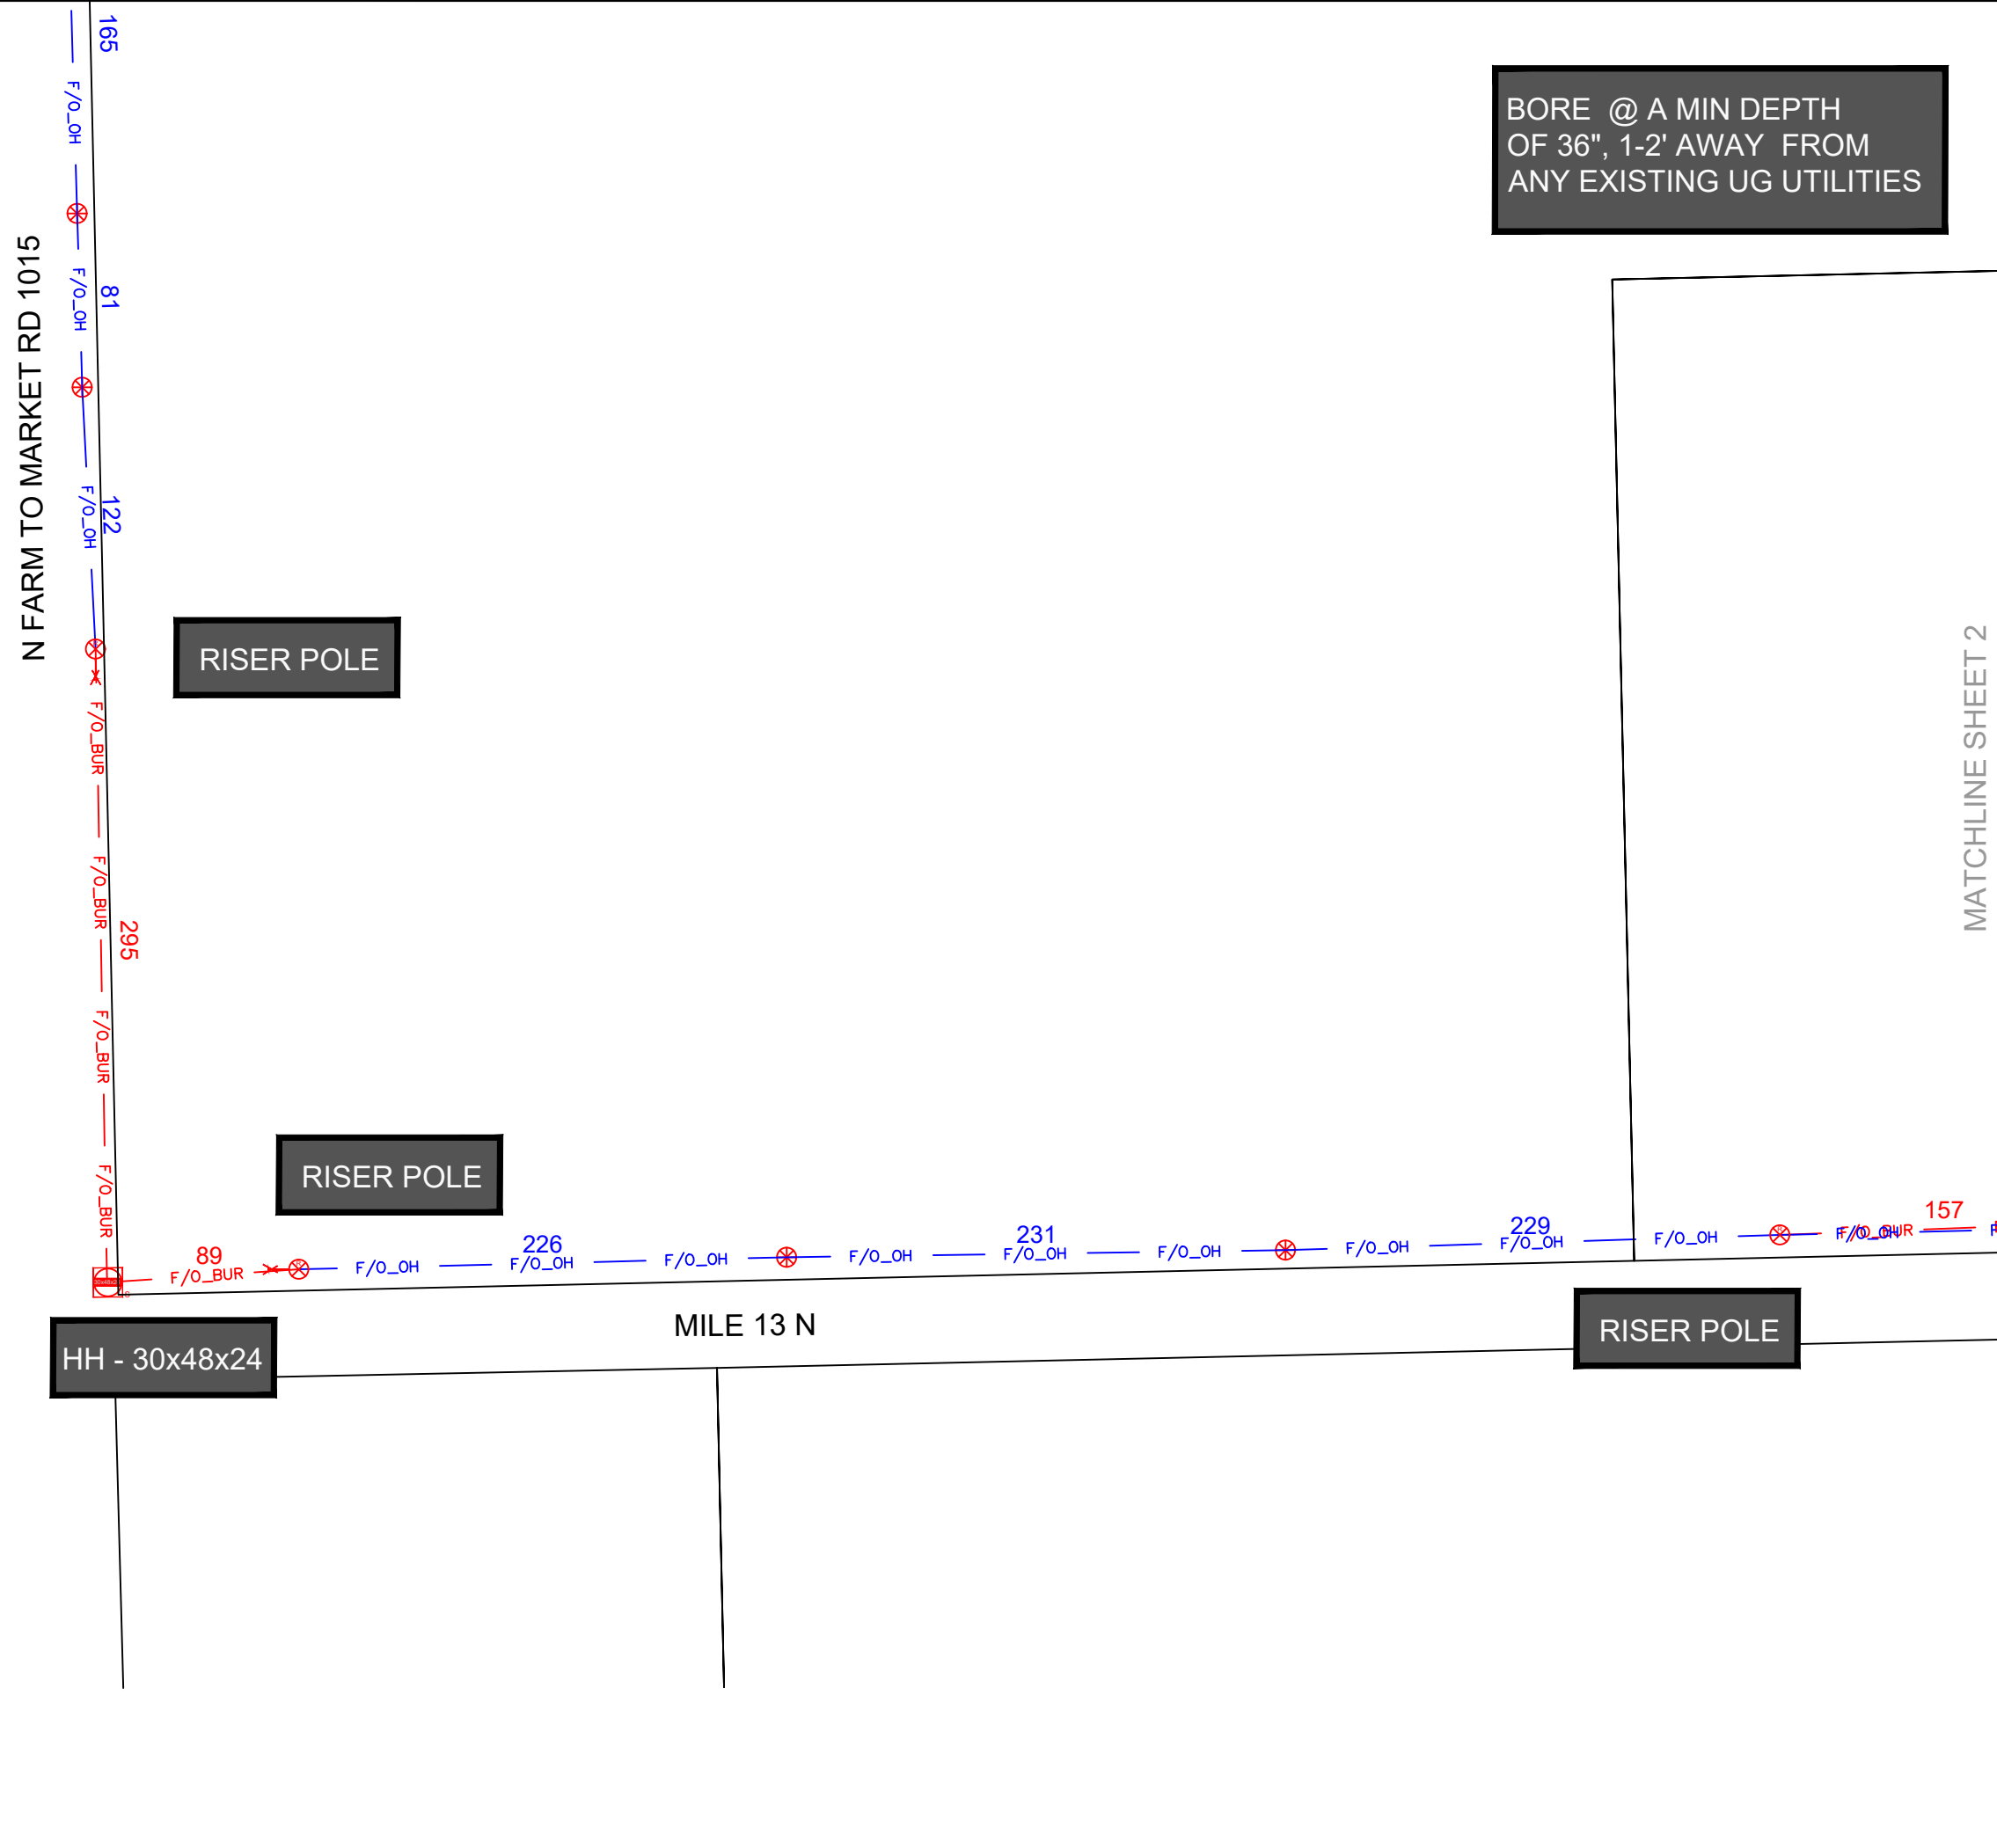 165
F/O_OH
BORE @ A MIN DEPTH
OF 36", 1-2' AWAY FROM
ANY EXISTING UG UTILITIES
N FARM TO MARKET RD 1015
F/O_OH
81
F/O_OH
122
RISER POLE
F/O_BUR
MATCHLINE SHEET 2
F/O_BUR
295
F/O_BUR
F/O_BUR
RISER POLE
89
F/O_BUR
F/O_OH
226
F/O_OH
F/O_OH
F/O_OH
231
F/O_OH
F/O_OH
F/O_OH
229
F/O_OH
F/O_OH
157
F/O_BUR
F/O_OH
MILE 13 N
RISER POLE
HH - 30x48x24